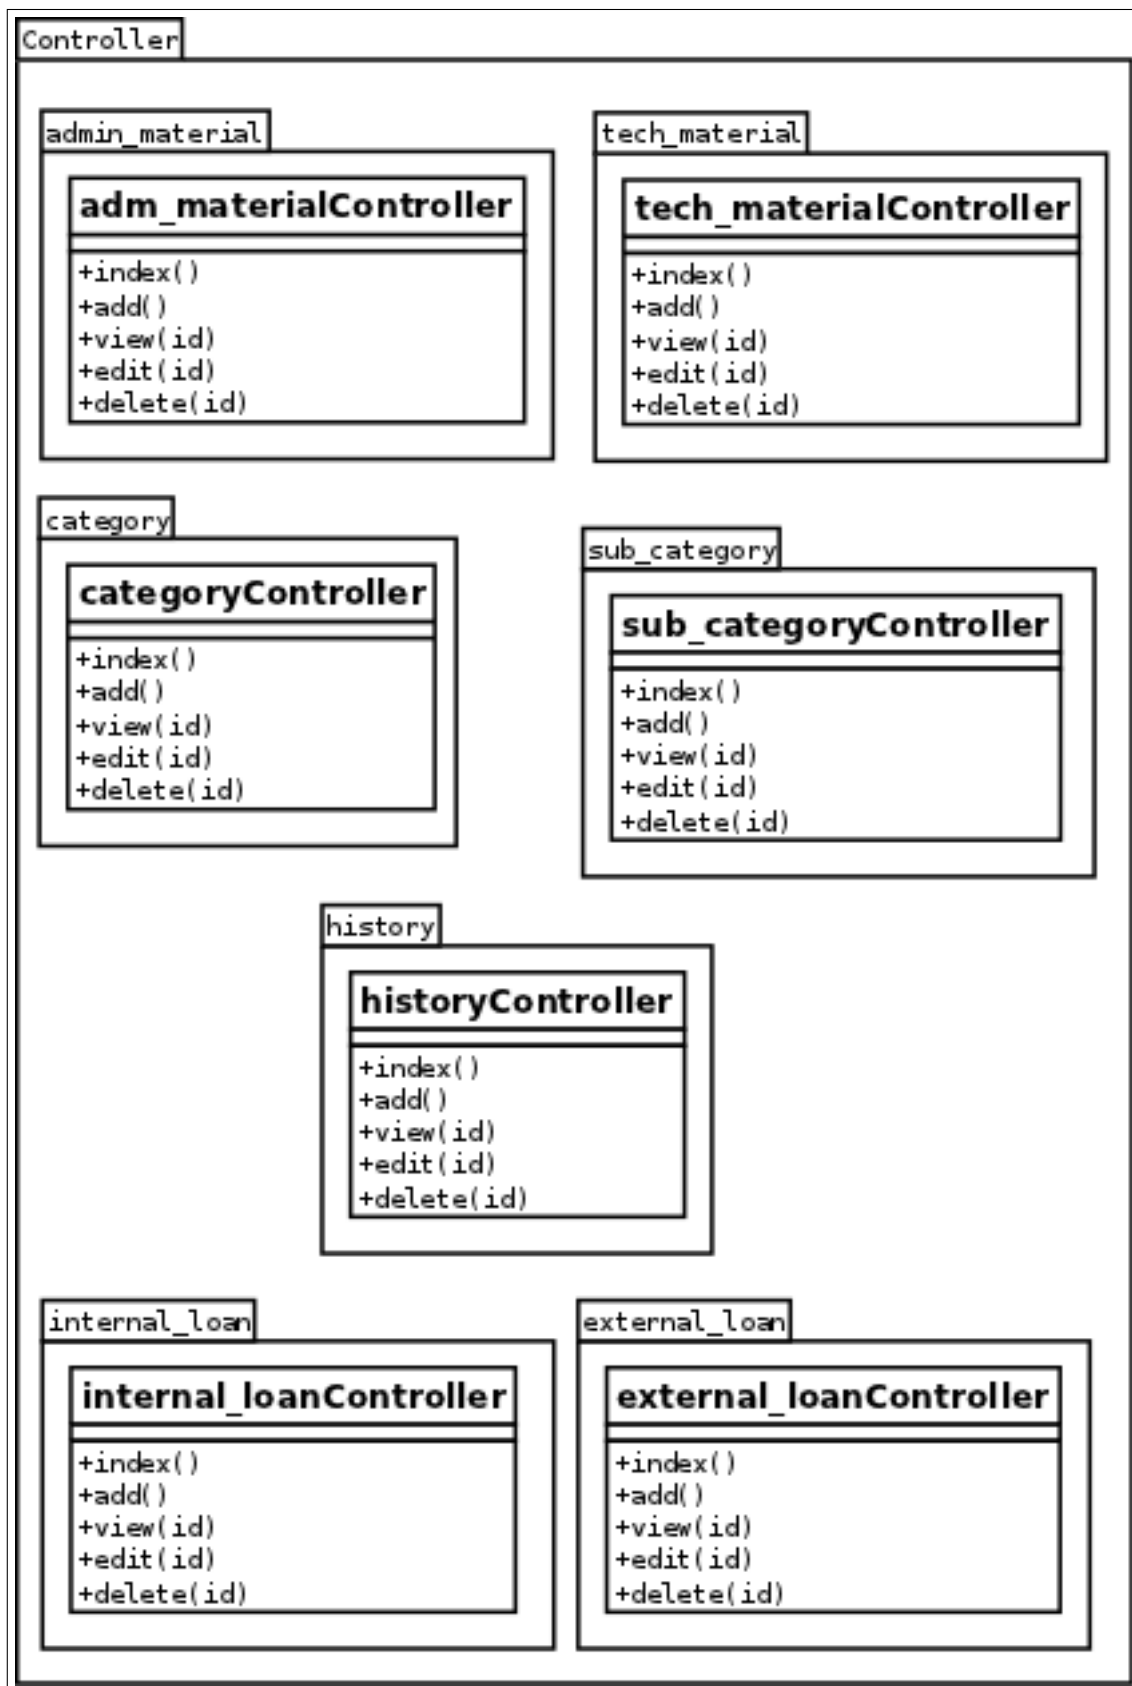 Controller
admin_material
adm_materialController
+index()
+add()
+view(id)
+edit(id)
+delete(id)
tech_material
tech_materialController
+index()
+add()
+view(id)
+edit(id)
+delete(id)
category
categoryController
+index()
+add()
+view(id)
+edit(id)
+delete(id)
sub_category
sub_categoryController
+index()
+add()
+view(id)
+edit(id)
+delete(id)
history
historyController
+index()
+add()
+view(id)
+edit(id)
+delete(id)
internal_loan
internal_loanController
+index()
+add()
+view(id)
+edit(id)
+delete(id)
external_loan
external_loanController
+index()
+add()
+view(id)
+edit(id)
+delete(id)